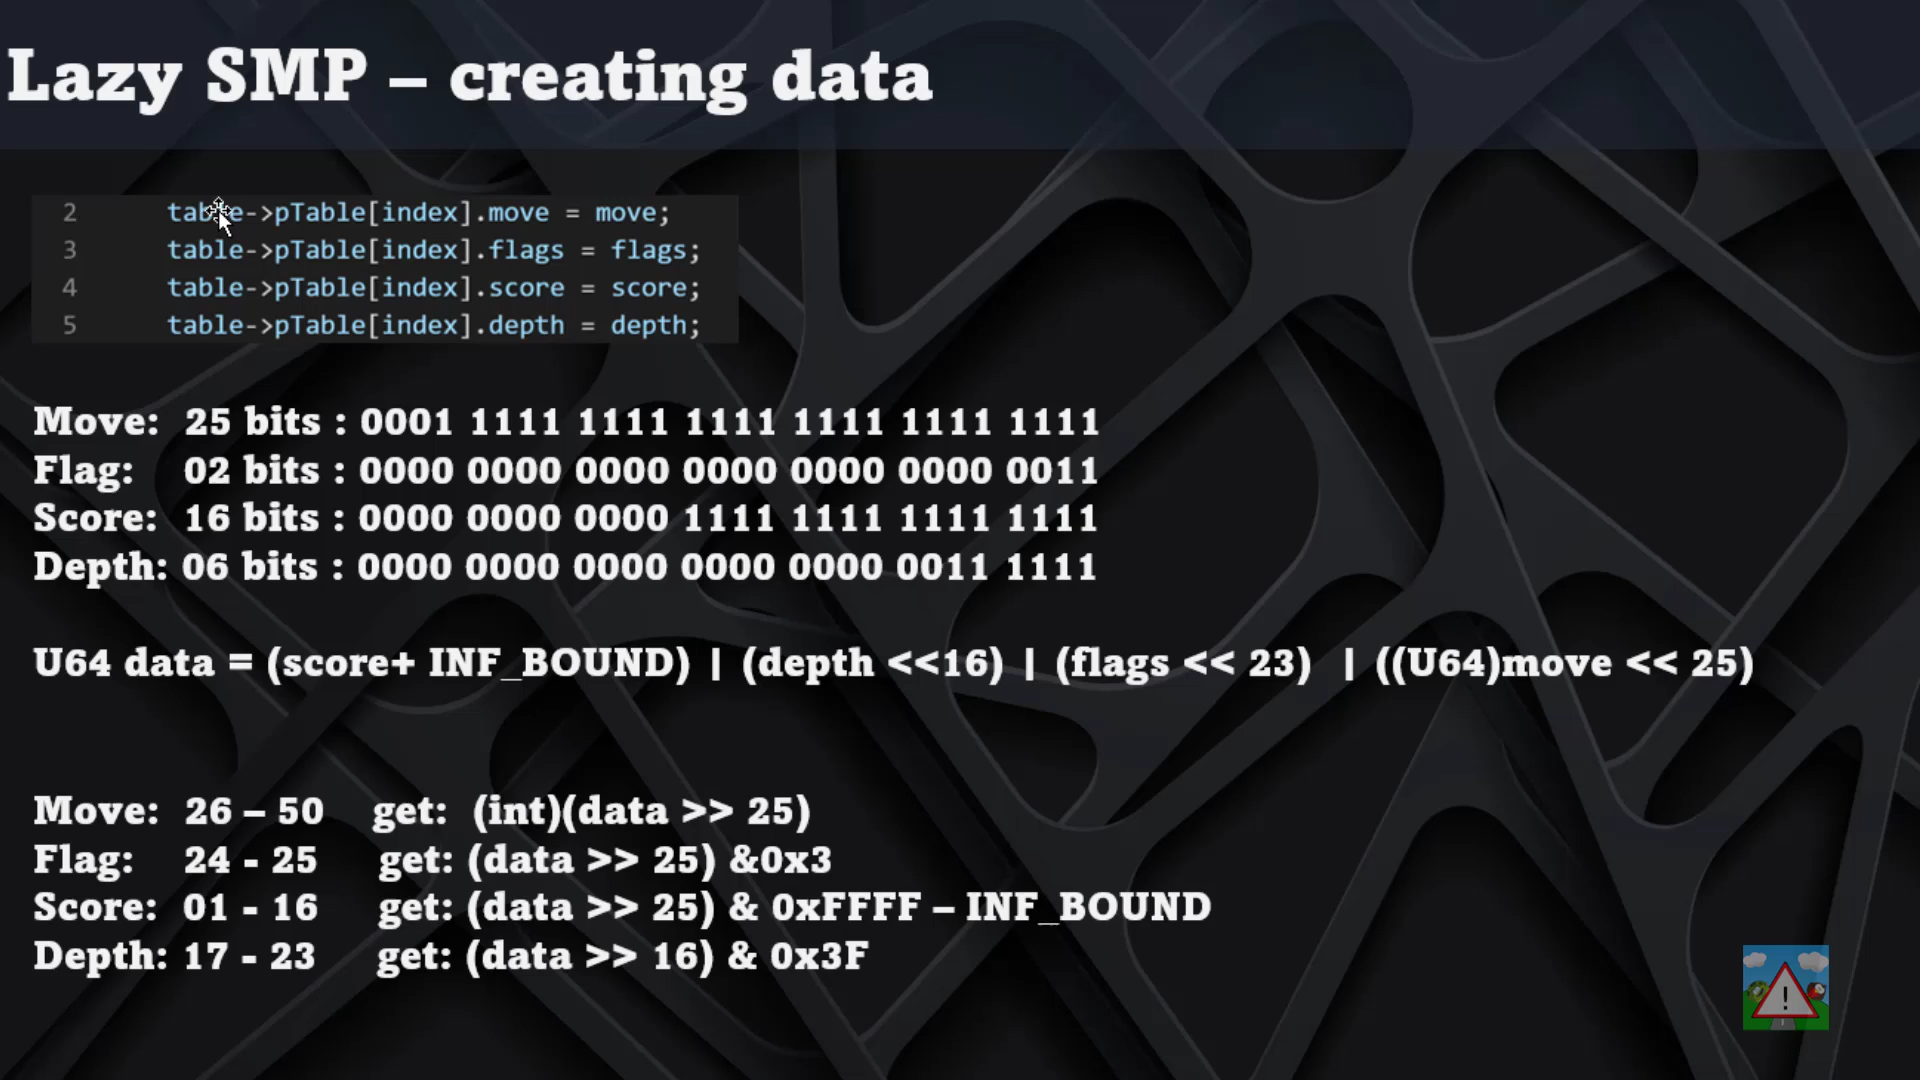 Lazy SMP – creating data
2 table->pTable[index].move = move;
3 table->pTable[index].flags = flags;
4 table->pTable[index].score = score;
5 table->pTable[index].depth = depth;
Move: 25 bits : 0001 1111 1111 1111 1111 1111 1111
Flag: 02 bits : 0000 0000 0000 0000 0000 0000 0011
Score: 16 bits : 0000 0000 0000 1111 1111 1111 1111
Depth: 06 bits : 0000 0000 0000 0000 0000 0011 1111
U64 data = (score+ INF_BOUND) | (depth <<16) | (flags << 23) | ((U64)move << 25)
Move: 26 – 50 get: (int)(data >> 25)
Flag: 24 - 25 get: (data >> 25) &0x3
Score: 01 - 16 get: (data >> 25) & 0xFFFF – INF_BOUND
Depth: 17 - 23 get: (data >> 16) & 0x3F
!